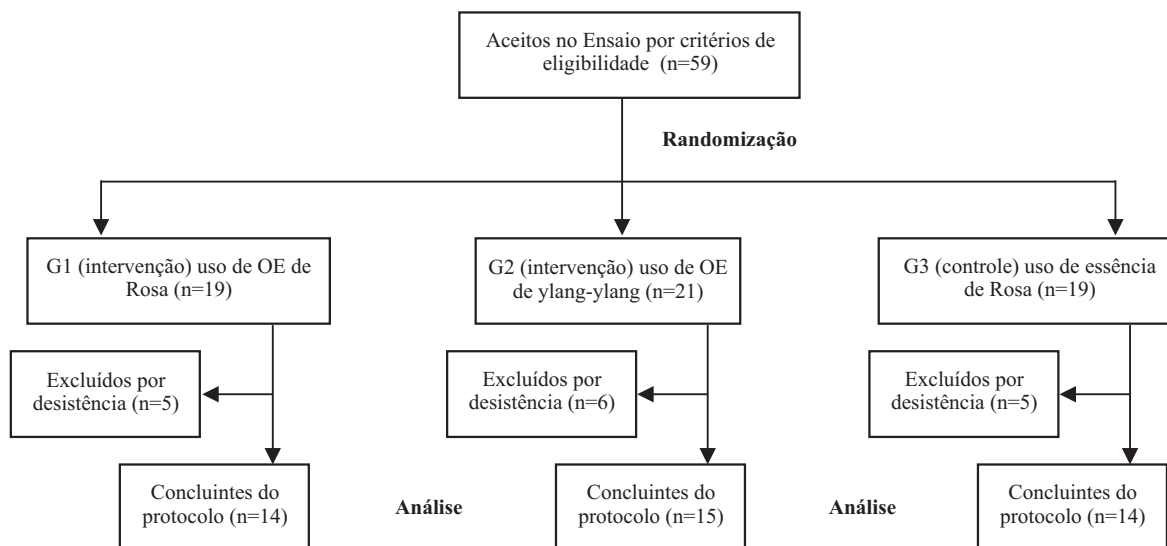 Aceitos no Ensaio por critérios de
eligibilidade (n=59)
Randomização
G1 (intervenção) uso de OE de
Rosa (n=19)
G2 (intervenção) uso de OE
de ylang-ylang (n=21)
G3 (controle) uso de essência
de Rosa (n=19)
Excluídos por
desistência (n=5)
Excluídos por
desistência (n=6)
Excluídos por
desistência (n=5)
Concluintes do
protocolo (n=14)
Análise
Concluintes do
protocolo (n=15)
Análise
Concluintes do
protocolo (n=14)